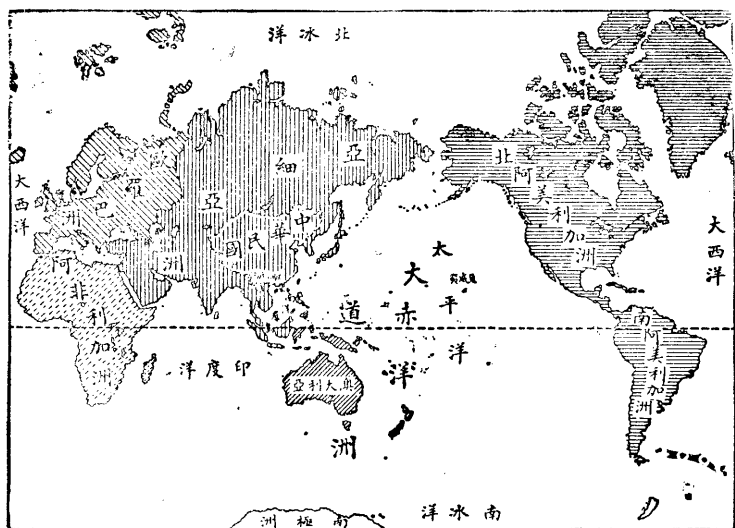 北冰洋
歐羅巴洲
亞細亞洲
中華民國
大西洋
阿非利加洲
印度洋
赤道
太平洋
大洋洲
奧大利亞
北阿美利加洲
大西洋
南阿美利加洲
南冰洋
南極洲